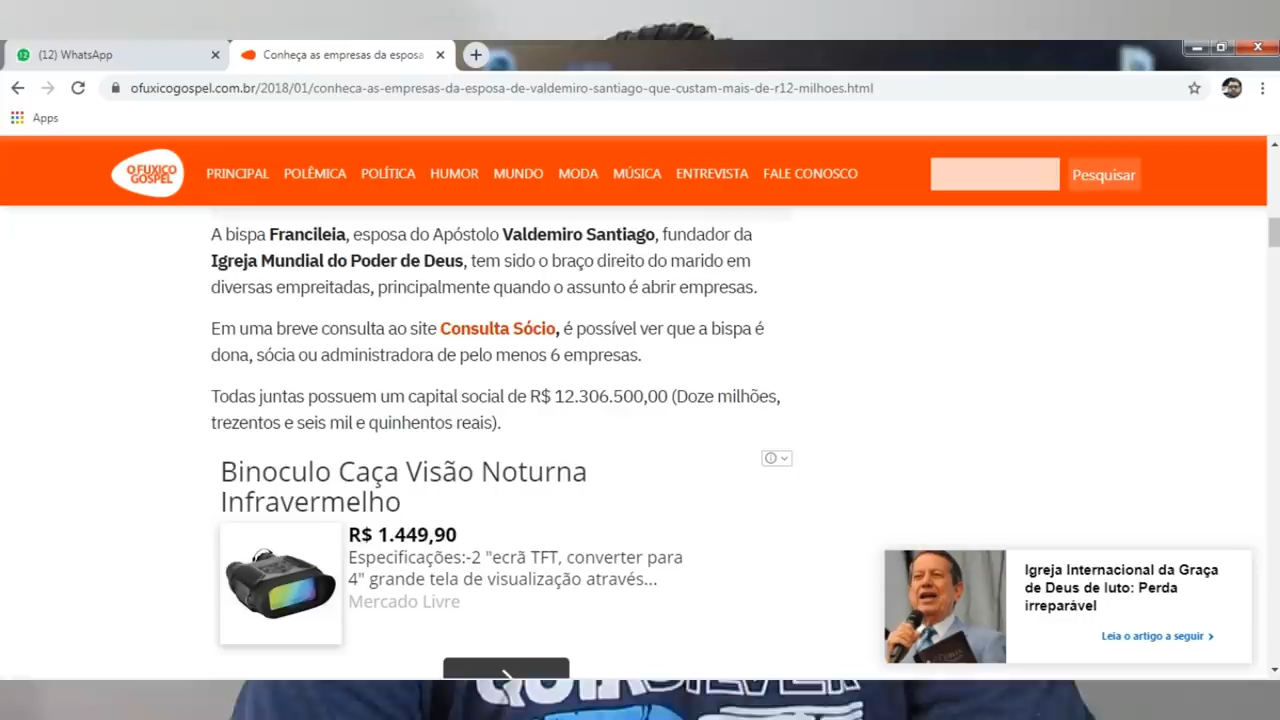 (12) WhatsApp
Conheça as empresas da esposa
ofuxicogospel.com.br/2018/01/conheca-as-empresas-da-esposa-de-valdemiro-santiago-que-custam-mais-de-r12-milhoes.html
Apps
O FUXICO
GOSPEL
PRINCIPAL POLÊMICA POLÍTICA HUMOR MUNDO MODA MÚSICA ENTREVISTA FALE CONOSCO
Pesquisar
A bispa Francileia, esposa do Apóstolo Valdemiro Santiago, fundador da
Igreja Mundial do Poder de Deus, tem sido o braço direito do marido em
diversas empreitadas, principalmente quando o assunto é abrir empresas.
Em uma breve consulta ao site Consulta Sócio, é possível ver que a bispa é
dona, sócia ou administradora de pelo menos 6 empresas.
Todas juntas possuem um capital social de R$ 12.306.500,00 (Doze milhões,
trezentos e seis mil e quinhentos reais).
Binoculo Caça Visão Noturna
Infravermelho
R$ 1.449,90
Especificações:-2 "ecrã TFT, converter para
4" grande tela de visualização através...
Mercado Livre
Igreja Internacional da Graça
de Deus de luto: Perda
irreparável
Leia o artigo a seguir
QUIKSILVER